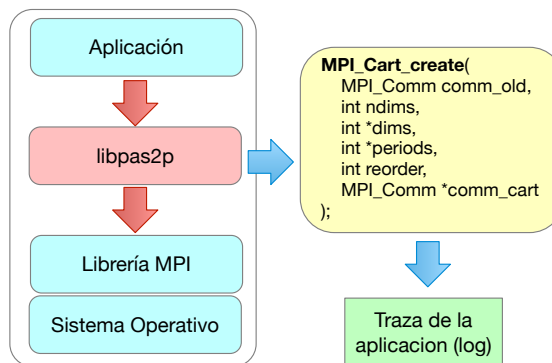 Aplicación
libpas2p
Librería MPI
Sistema Operativo
MPI_Cart_create(
MPI_Comm comm_old,
int ndims,
int *dims,
int *periods,
int reorder,
MPI_Comm *comm_cart
);
Traza de la
aplicacion (log)